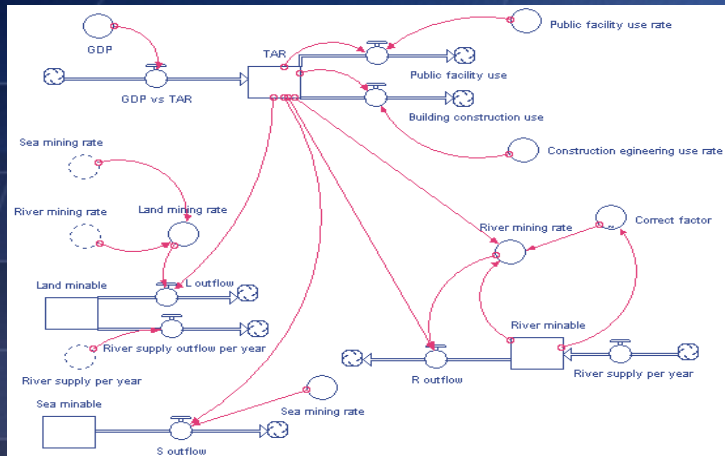 Public facility use rate
GDP
TAR
Public facility use
GDP vs TAR
Building construction use
Sea mining rate
Construction egineering use rate
River mining rate
Land mining rate
River mining rate
Correct factor
~
Land minable
L outflow
River minable
River supply outflow per year
River supply per year
R outflow
River supply per year
Sea minable
Sea mining rate
S outflow